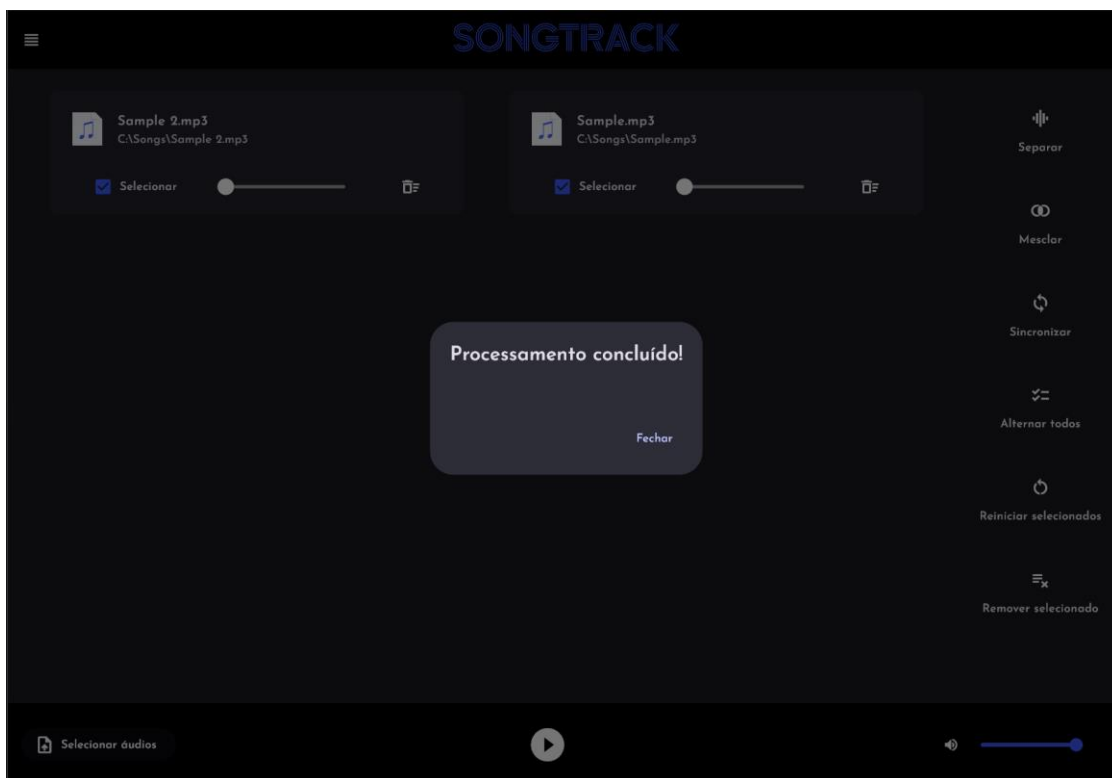 SONGTRACK
Sample 2.mp3
C:\Songs\Sample 2.mp3
Selecionar
Sample.mp3
C:\Songs\Sample.mp3
Selecionar
Separar
Mesclar
Sincronizar
Alternar todos
Reiniciar selecionados
Remover selecionado
Processamento concluído!
Fechar
Selecionar áudios